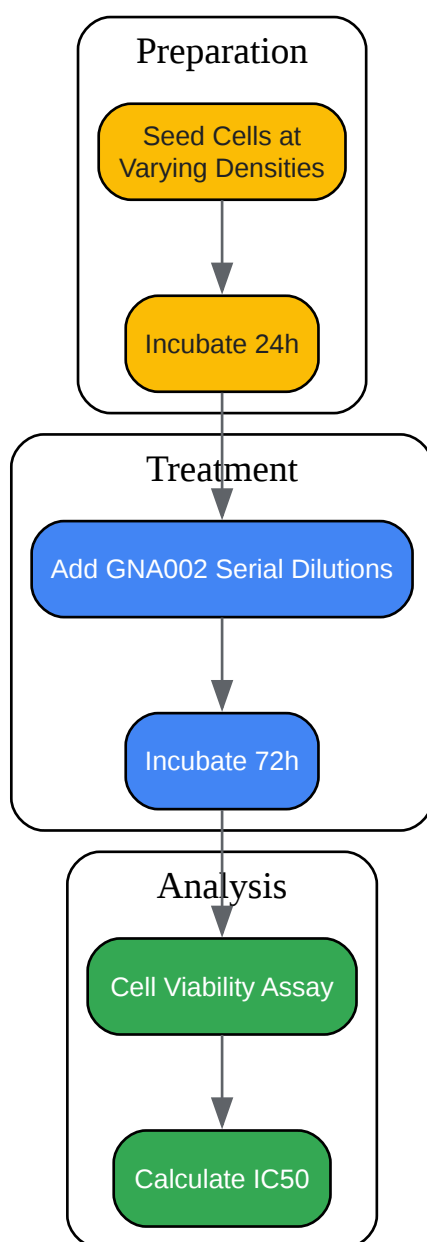 Preparation
Seed Cells at
Varying Densities
Incubate 24h
Treatment
Add GNA002 Serial Dilutions
Incubate 72h
Analysis
Cell Viability Assay
Calculate IC50